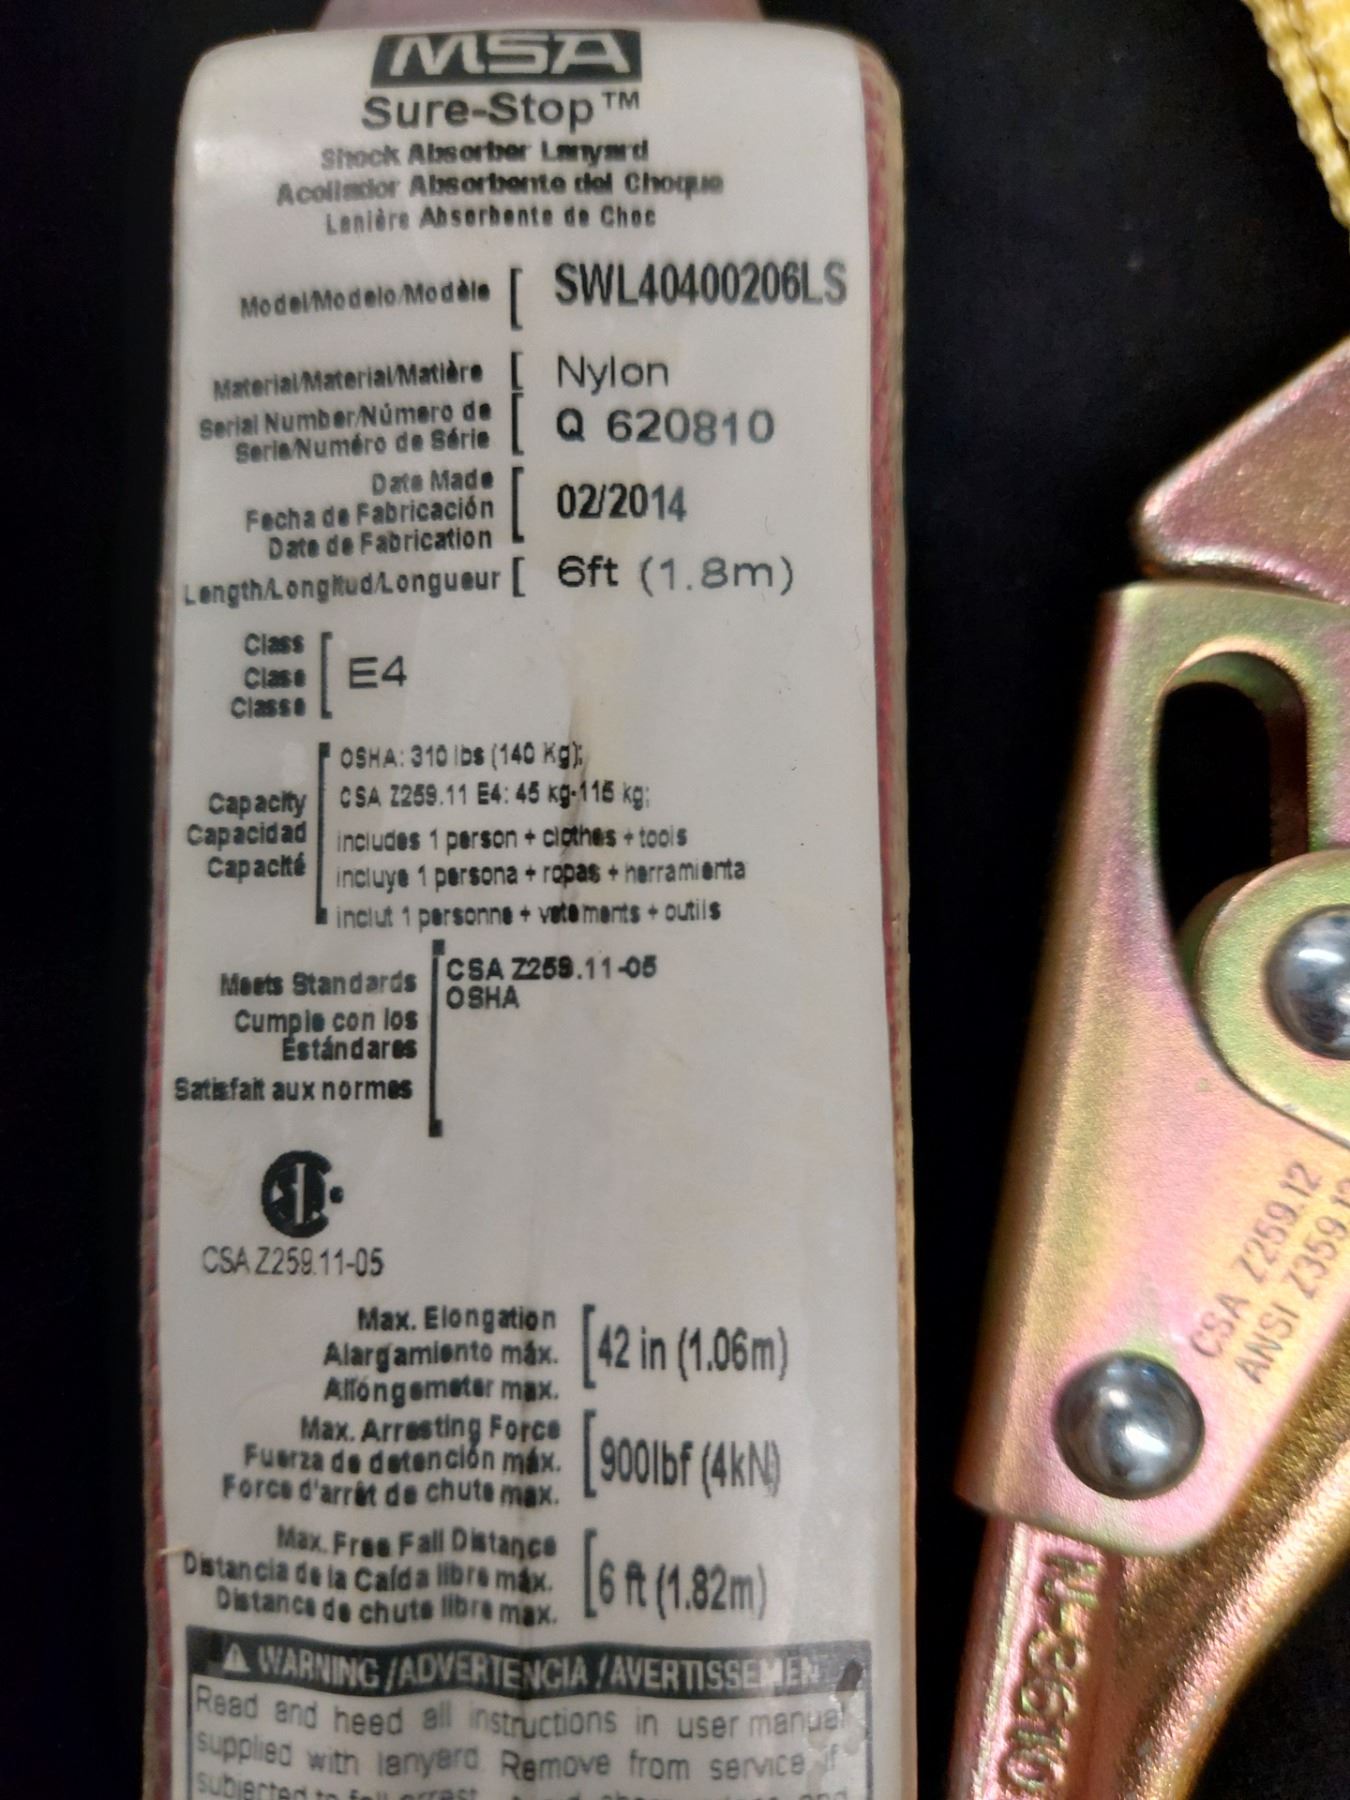 MSA
Sure-Stop™
Shock Absorber Lanyard
Acollador Absorbente del Choque
Lanière Absorbente de Choc
Model/Modelo/Modèle [ SWL40400206LS
Material/Material/Matière [ Nylon
Serial Number/Número de
Serie/Numéro de Série [ Q 620810
Date Made
Fecha de Fabricación
Date de Fabrication [ 02/2014
Length/Longitud/Longueur [ 6ft (1.8m)
Class
Clase
Classe [ E4
Capacity
Capacidad
Capacité
OSHA: 310 lbs (140 Kg);
CSA Z259.11 E4: 45 kg-115 kg;
includes 1 person + clothes + tools
incluye 1 persona + ropas + herramienta
inclut 1 personne + vetements + outils
Meets Standards
Cumple con los
Estándares
Satisfait aux normes
CSA Z259.11-05
OSHA
CSA Z259.11-05
Max. Elongation
Alargamiento máx.
Allongemeter max.
[42 in (1.06m)
Max. Arresting Force
Fuerza de detención máx.
Force d'arrêt de chute max.
[900lbf (4kN)
Max. Free Fall Distance
Distancia de la Caída libre máx.
Distance de chute libre max.
[6 ft (1.82m)
WARNING/ADVERTENCIA/AVERTISSEMEN
Read and heed all instructions in user manual
supplied with lanyard. Remove from service if
subjected to fall arrest.
CSA Z259.12
ANSI Z359.1